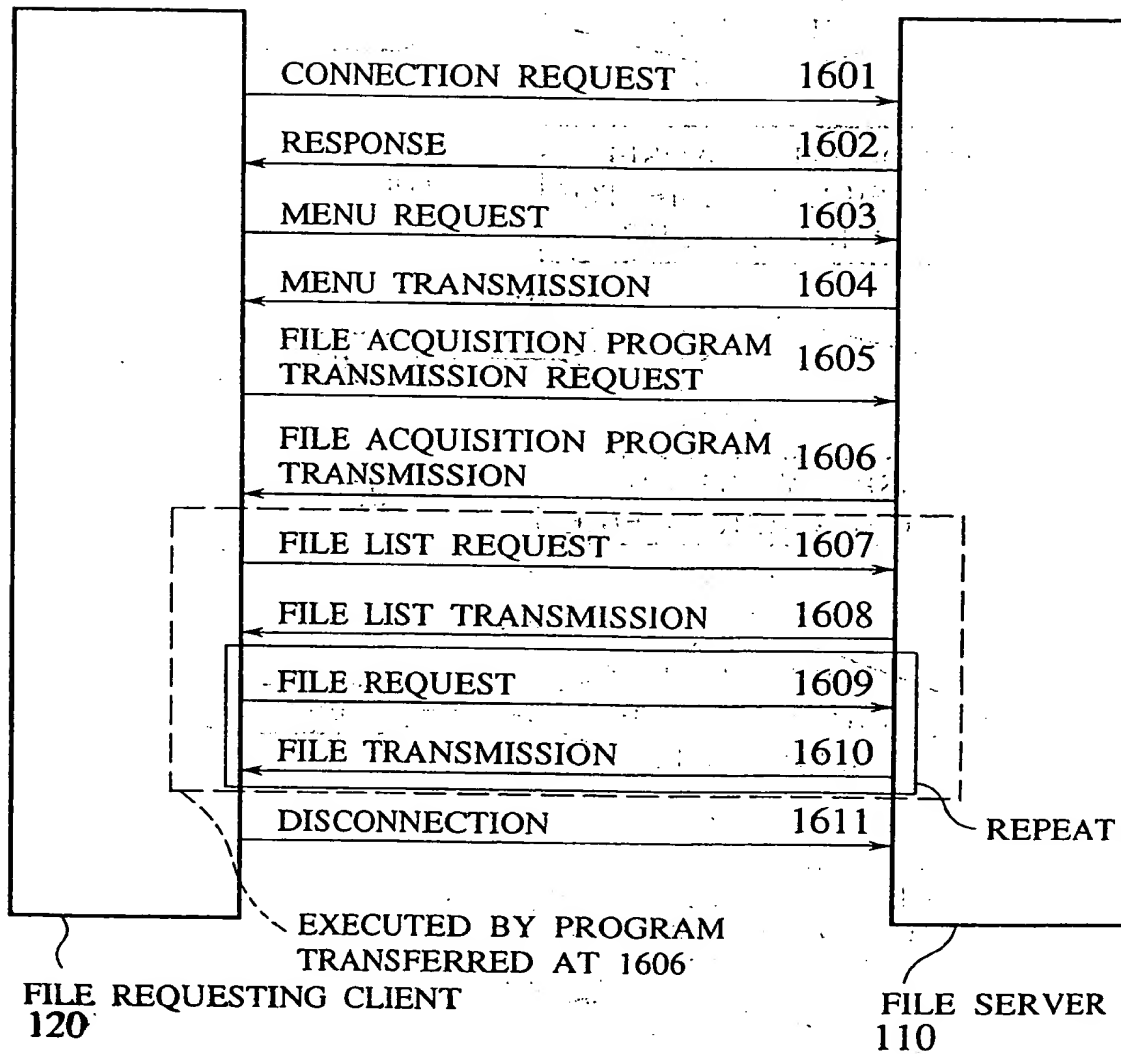 CONNECTION REQUEST 1601
RESPONSE 1602
MENU REQUEST 1603
MENU TRANSMISSION 1604
FILE ACQUISITION PROGRAM
TRANSMISSION REQUEST 1605
FILE ACQUISITION PROGRAM
TRANSMISSION 1606
FILE LIST REQUEST 1607
FILE LIST TRANSMISSION 1608
FILE REQUEST 1609
FILE TRANSMISSION 1610
DISCONNECTION 1611
REPEAT
EXECUTED BY PROGRAM
TRANSFERRED AT 1606
FILE REQUESTING CLIENT
120
FILE SERVER
110